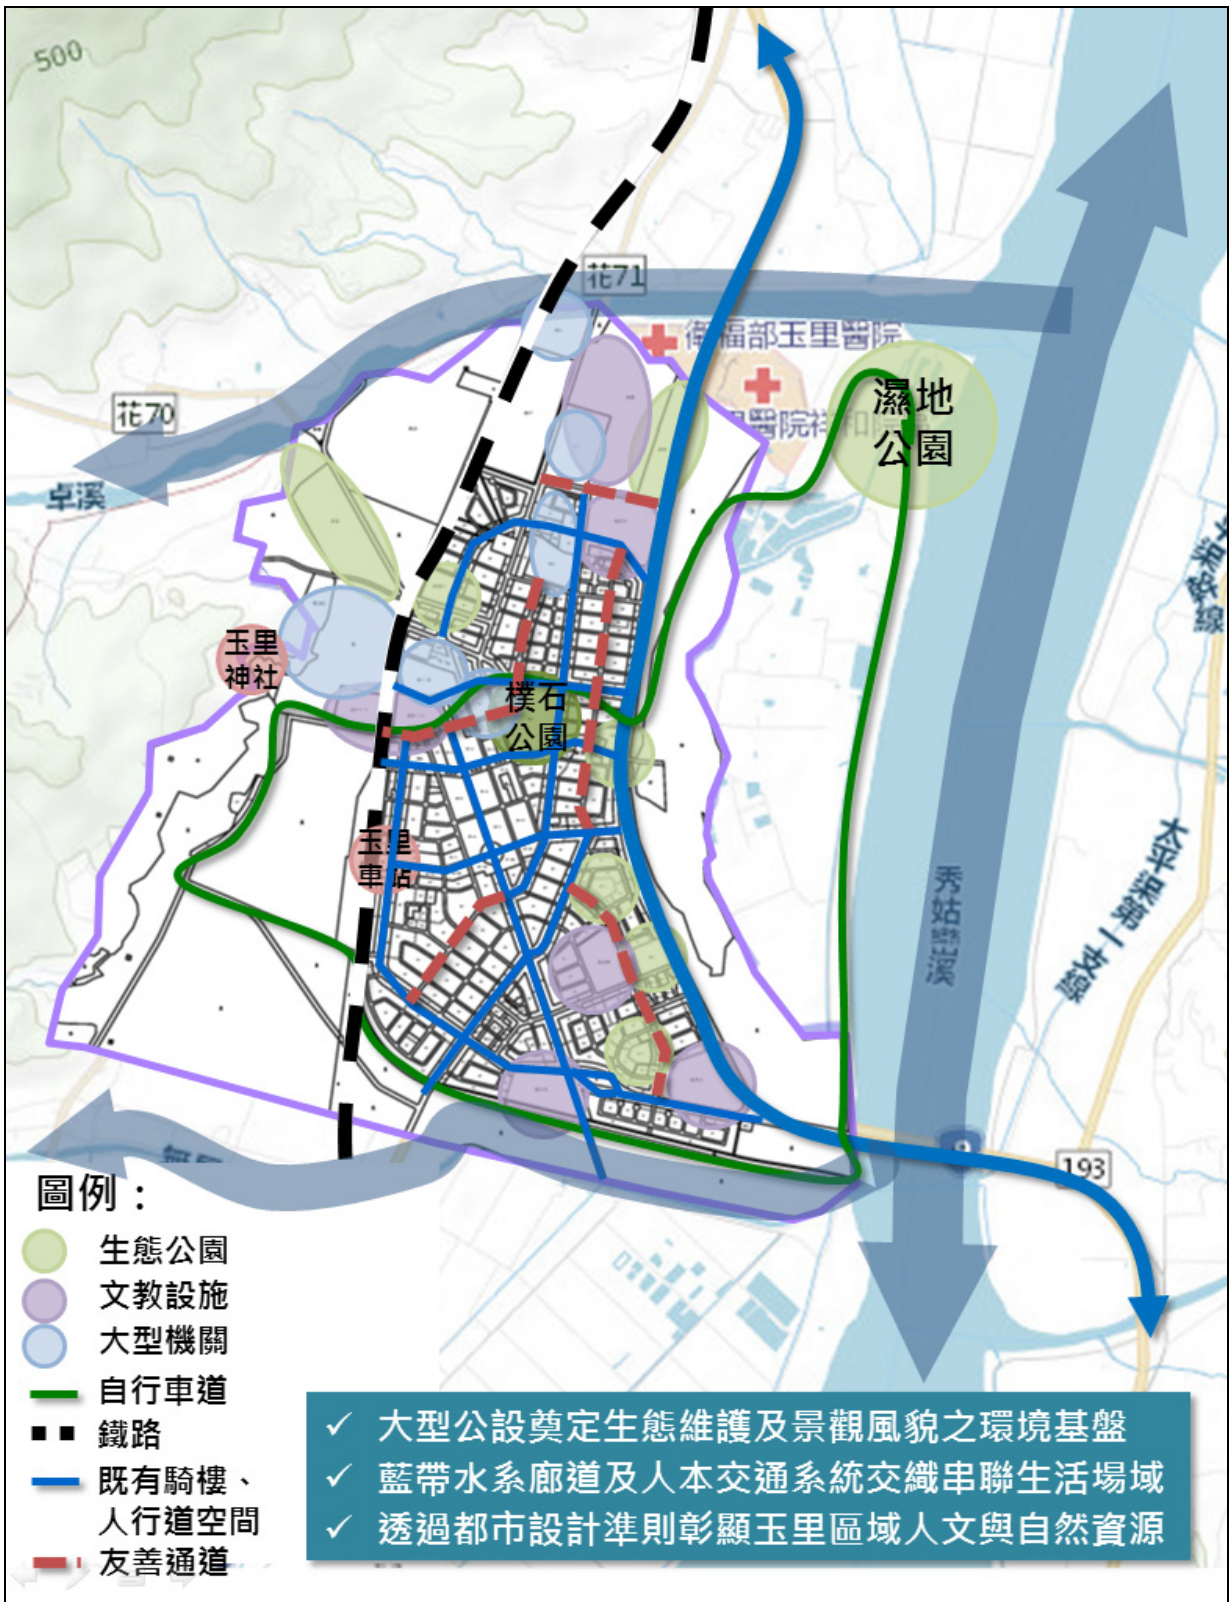 500
花71
衛福部玉里醫院
濕地
公園
花70
卓溪
玉里
神社
樸石
公園
玉里
車站
太平渠第一支線
秀姑巒溪
9
193
圖例：
生態公園
文教設施
大型機關
自行車道
鐵路
既有騎樓、
人行道空間
友善通道
✓ 大型公設奠定生態維護及景觀風貌之環境基盤
✓ 藍帶水系廊道及人本交通系統交織串聯生活場域
✓ 透過都市設計準則彰顯玉里區域人文與自然資源